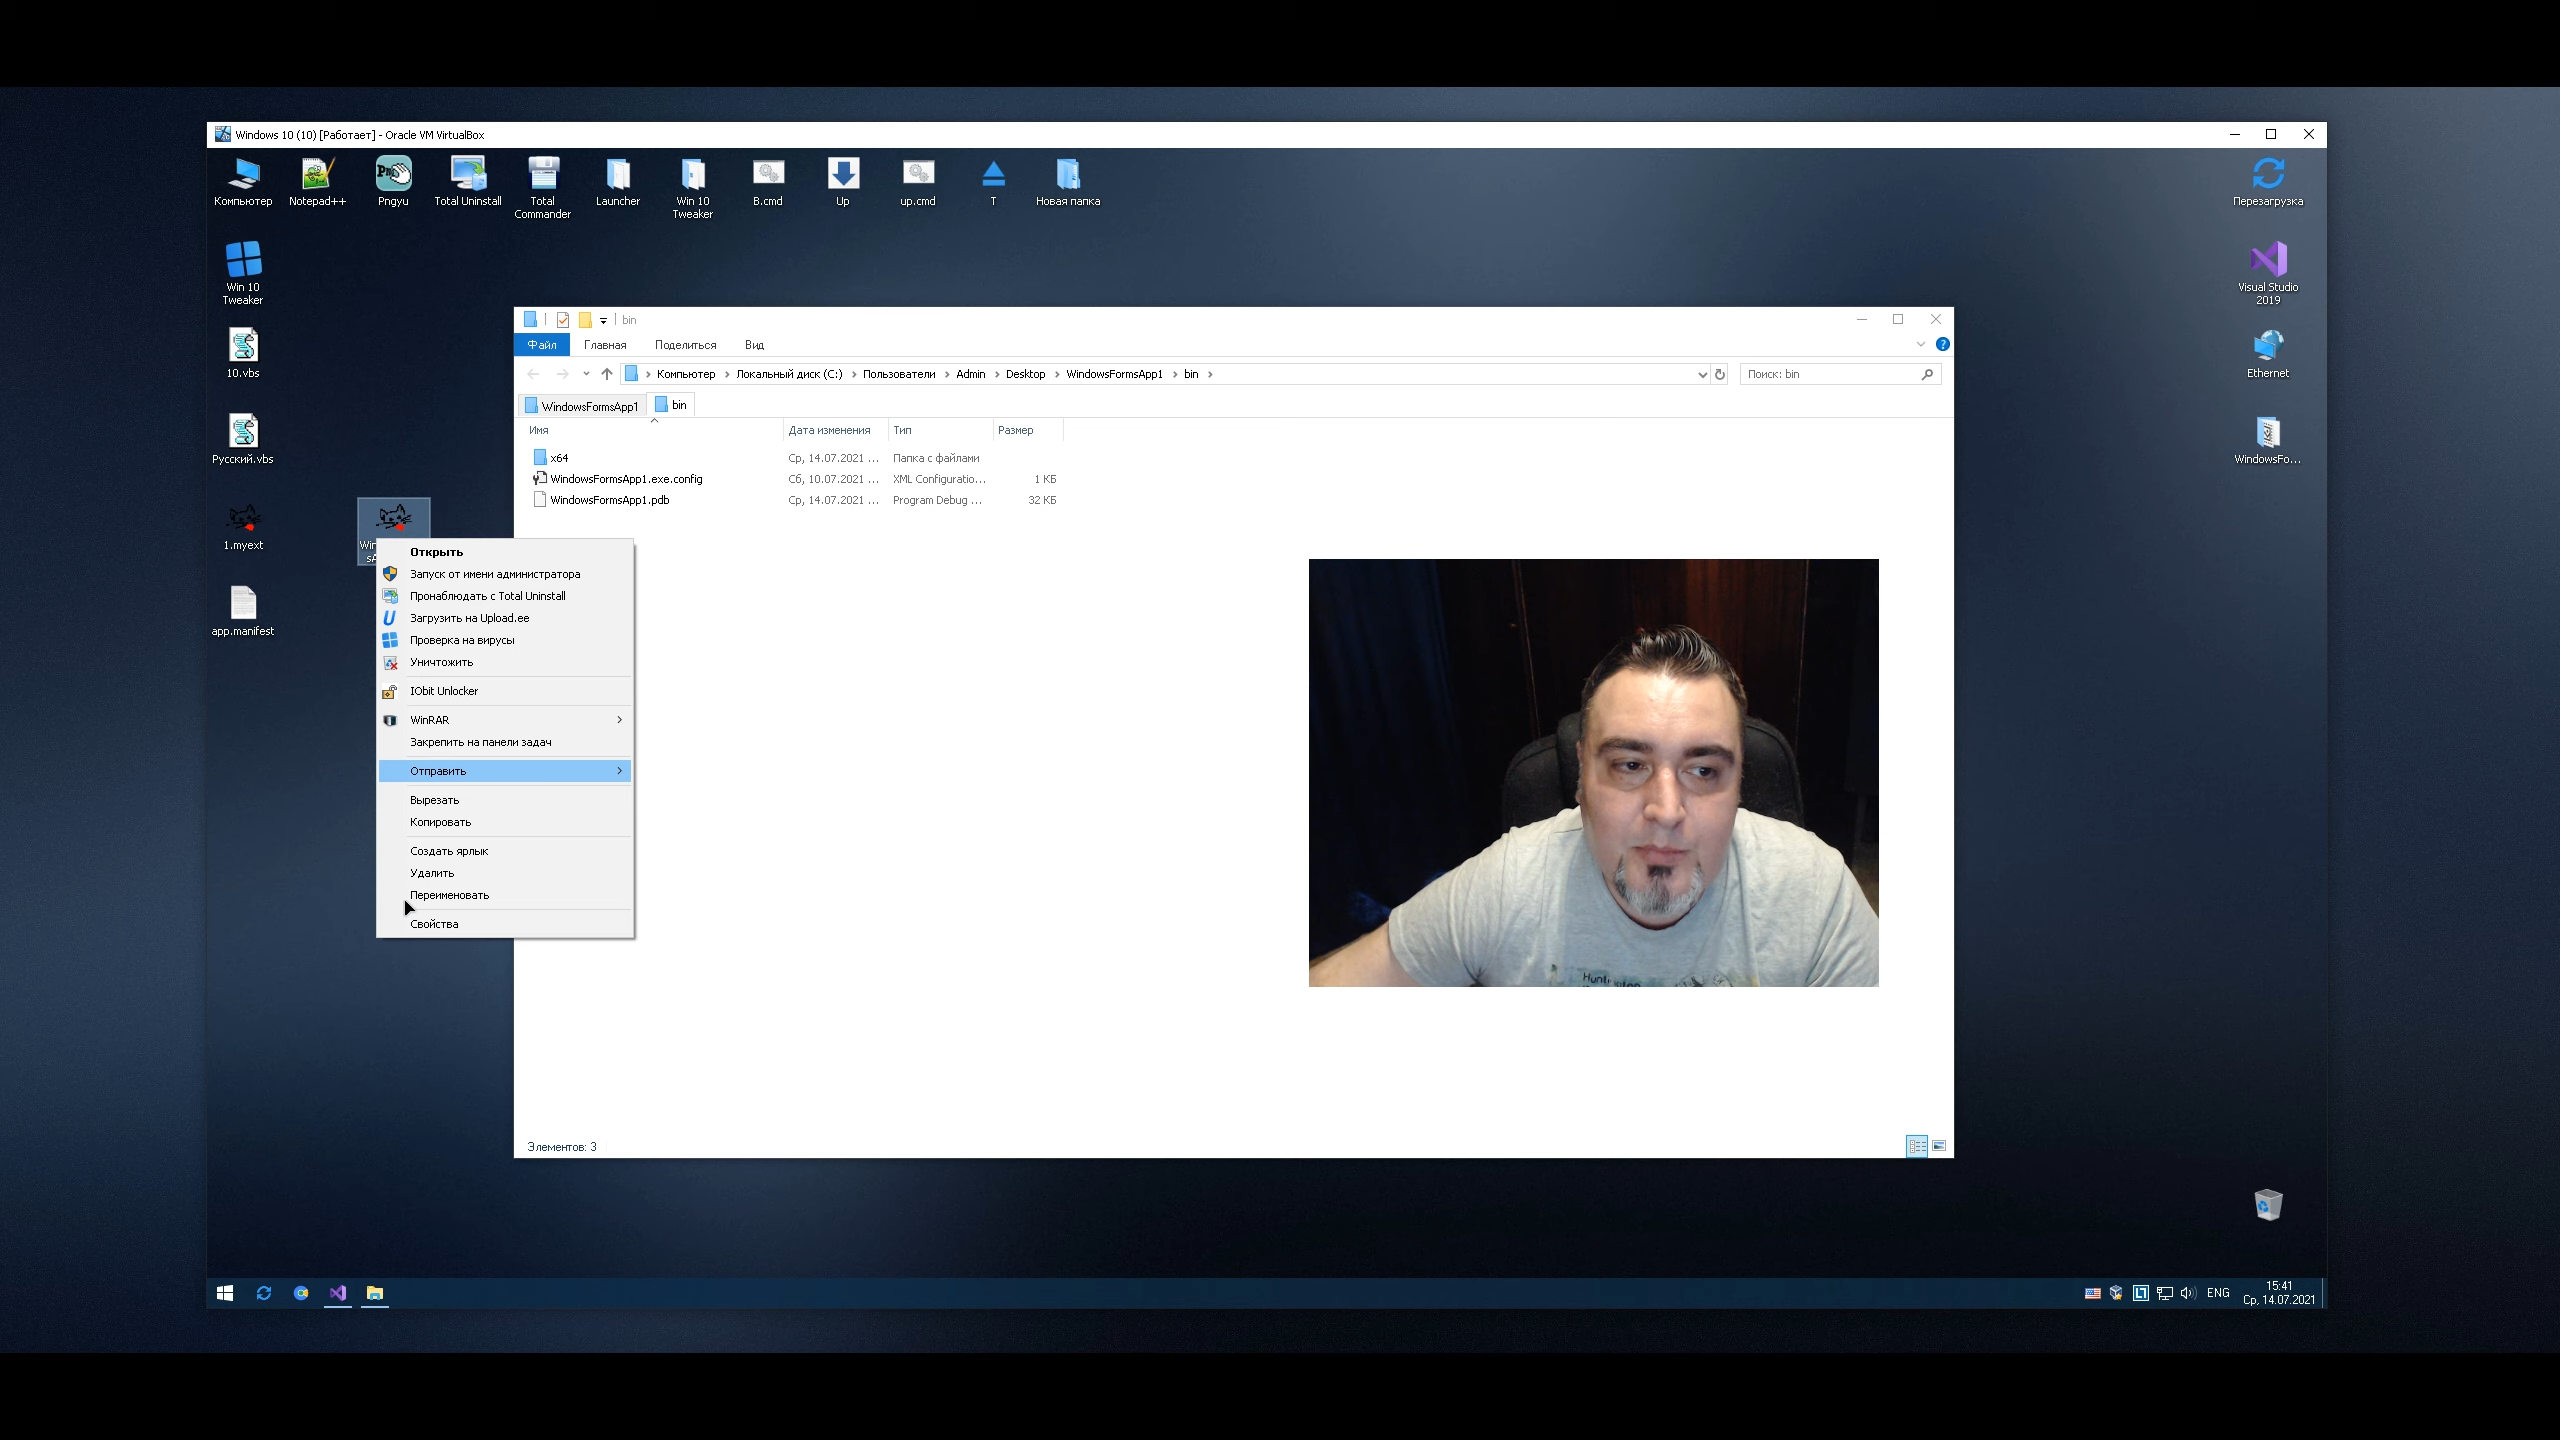 Windows 10 (10) [Работает] - Oracle VM VirtualBox
Компьютер
Notepad++
Pngyu
Total Uninstall
Total
Commander
Launcher
Win 10
Tweaker
B.cmd
Up
up.cmd
T
Новая папка
Перезагрузка
Win 10
Tweaker
Visual Studio
2019
10.vbs
Ethernet
Русский.vbs
WindowsFo...
1.myext
app.manifest
bin
Файл
Главная
Поделиться
Вид
Компьютер
Локальный диск (C:)
Пользователи
Admin
Desktop
WindowsFormsApp1
bin
Поиск: bin
WindowsFormsApp1
bin
Имя
Дата изменения
Тип
Размер
x64
Ср, 14.07.2021 ...
Папка с файлами
WindowsFormsApp1.exe.config
Сб, 10.07.2021 ...
XML Configuratio...
1 КБ
WindowsFormsApp1.pdb
Ср, 14.07.2021 ...
Program Debug ...
32 КБ
Открыть
Запуск от имени администратора
Пронаблюдать с Total Uninstall
Загрузить на Upload.ee
Проверка на вирусы
Уничтожить
IObit Unlocker
WinRAR
Закрепить на панели задач
Отправить
Вырезать
Копировать
Создать ярлык
Удалить
Переименовать
Свойства
Элементов: 3
ENG
15:41
Ср, 14.07.2021